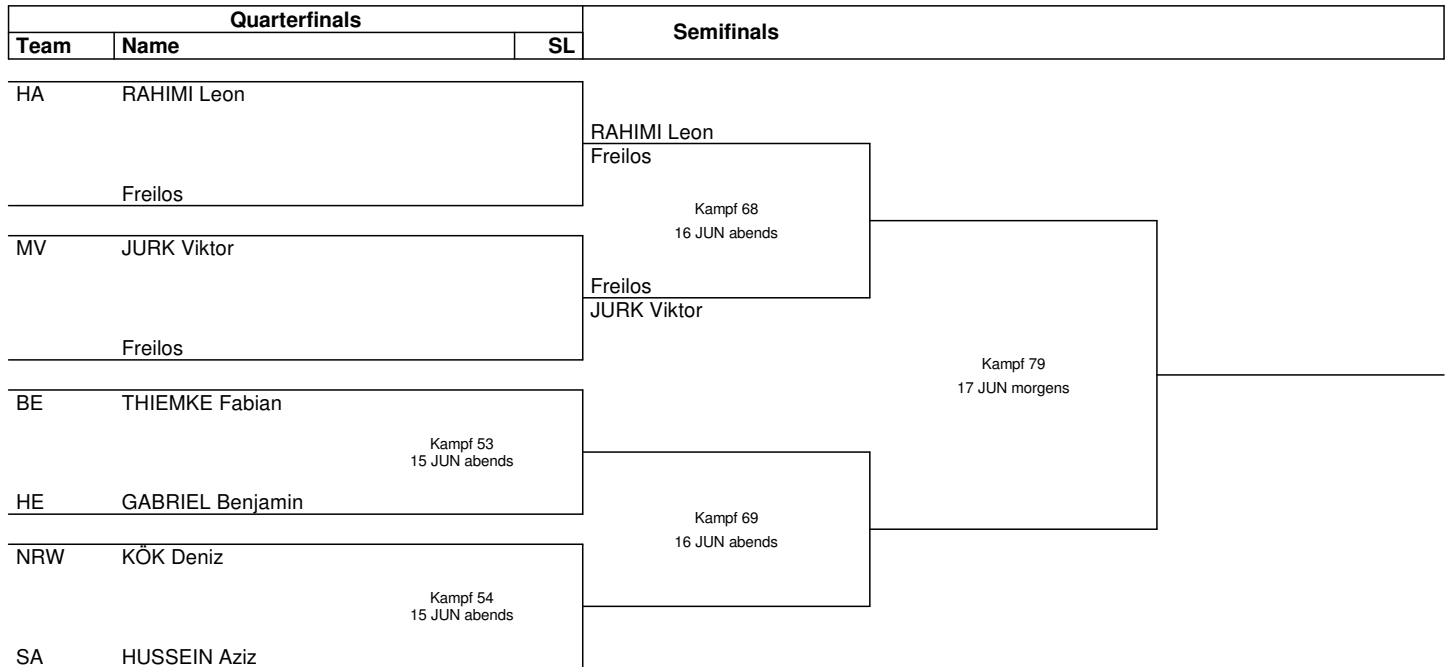 Quarterfinals
Semifinals
Team Name SL
HA RAHIMI Leon
RAHIMI Leon
Freilos
Freilos
Kampf 68
16 JUN abends
MV JURK Viktor
Freilos
JURK Viktor
Freilos
Kampf 79
17 JUN morgens
BE THIEMKE Fabian
Kampf 53
15 JUN abends
HE GABRIEL Benjamin
Kampf 69
16 JUN abends
NRW KÖK Deniz
Kampf 54
15 JUN abends
SA HUSSEIN Aziz